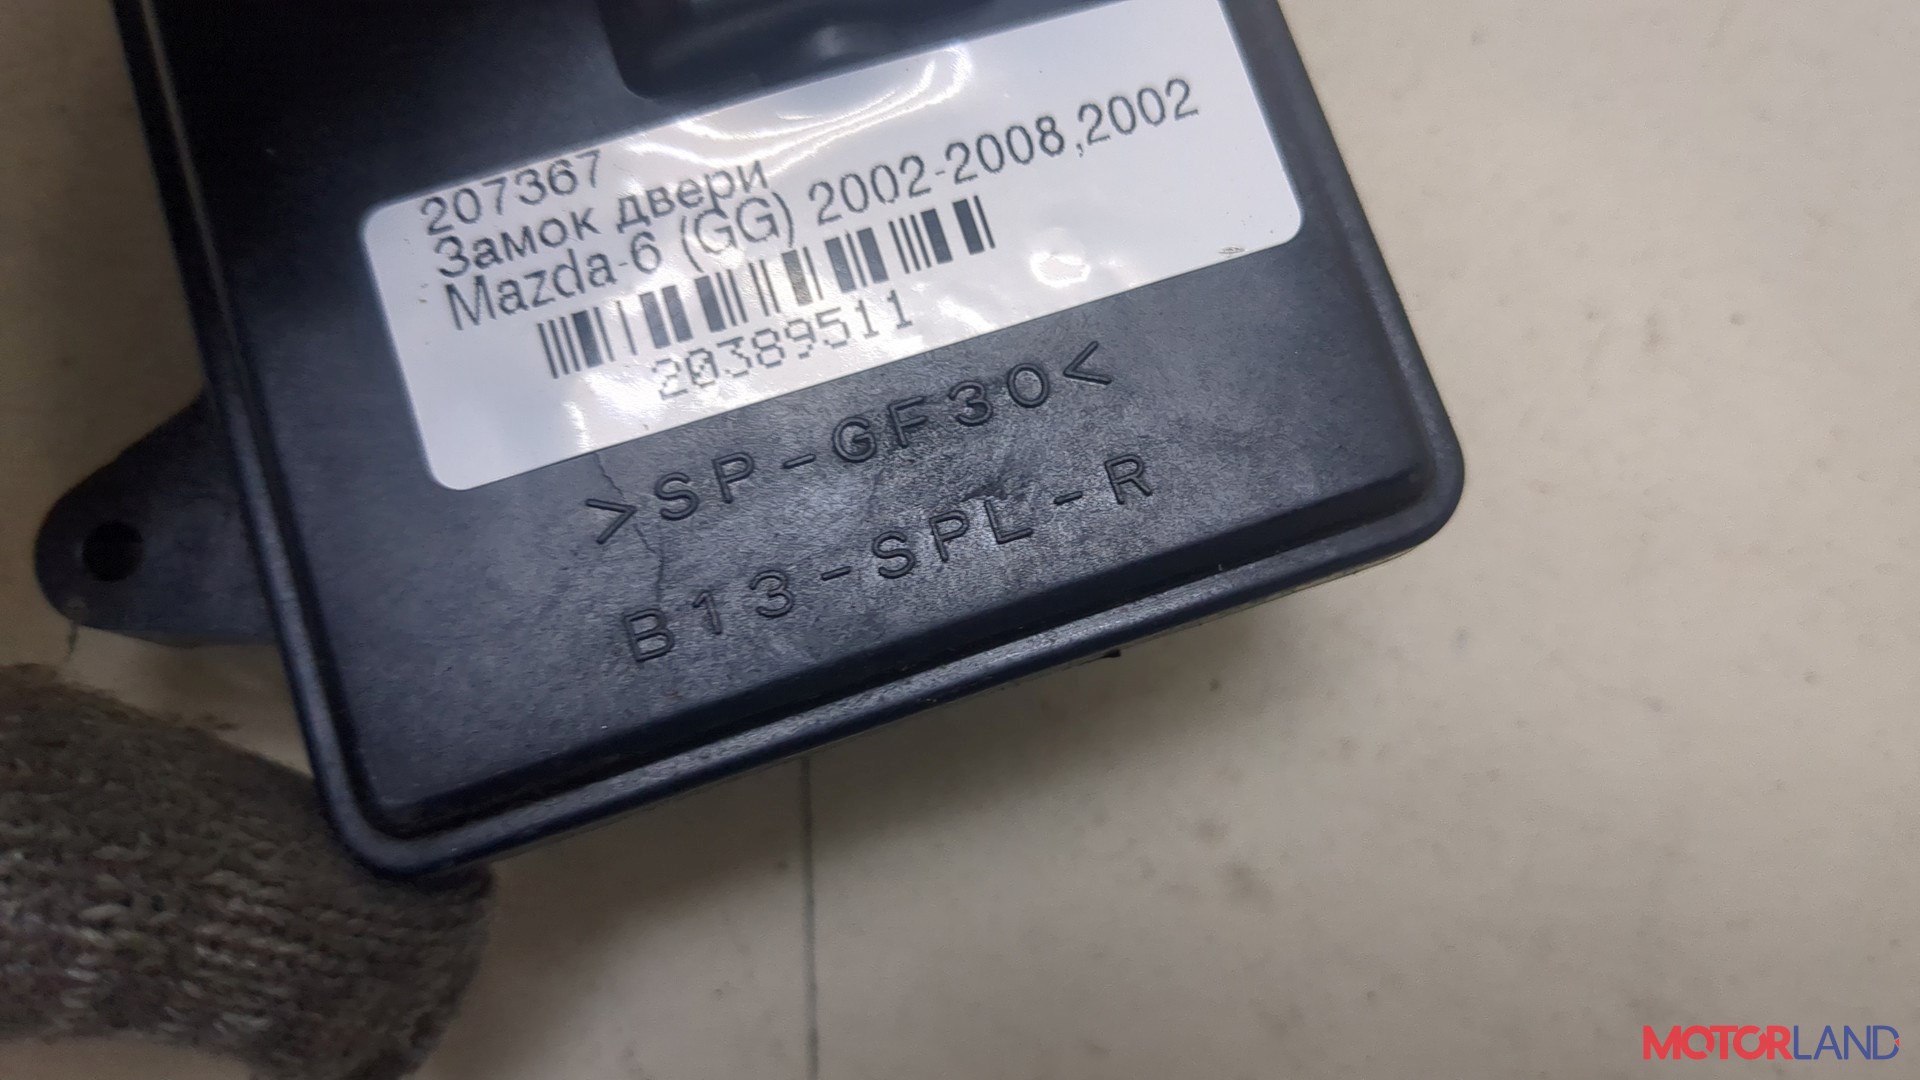 207367
Замок двери
Mazda-6 (GG) 2002-2008,2002
20389511
>SP-GF30<
B13-SPL-R
MOTORLAND